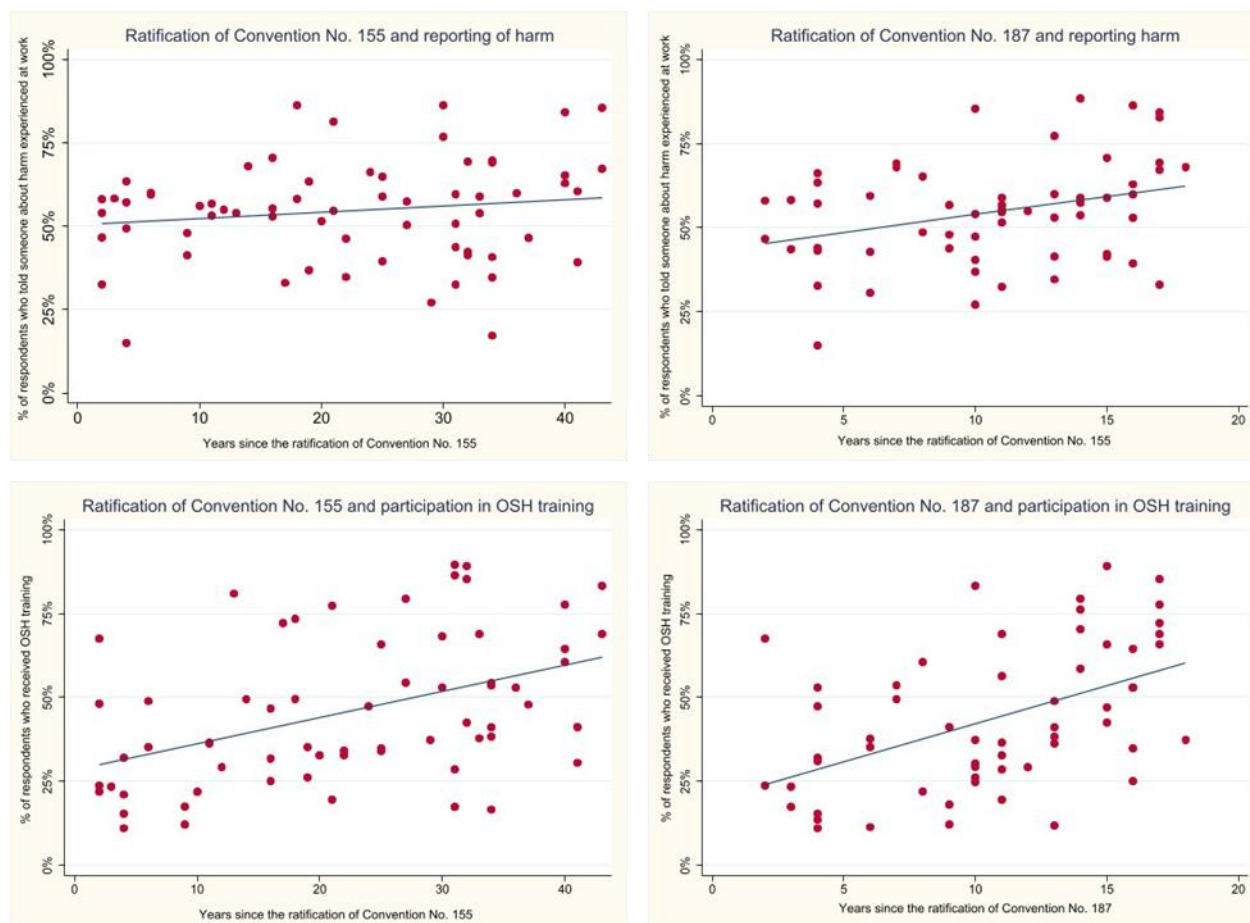 Ratification of Convention No. 155 and reporting of harm
% of respondents who told someone about harm experienced at work
100%
75%
50%
25%
0%
0 10 20 30 40
Years since the ratification of Convention No. 155
Ratification of Convention No. 187 and reporting harm
% of respondents who told someone about harm experienced at work
100%
75%
50%
25%
0%
0 5 10 15 20
Years since the ratification of Convention No. 155
Ratification of Convention No. 155 and participation in OSH training
% of respondents who received OSH training
100%
75%
50%
25%
0%
0 10 20 30 40
Years since the ratification of Convention No. 155
Ratification of Convention No. 187 and participation in OSH training
% of respondents who received OSH training
100%
75%
50%
25%
0%
0 5 10 15 20
Years since the ratification of Convention No. 187